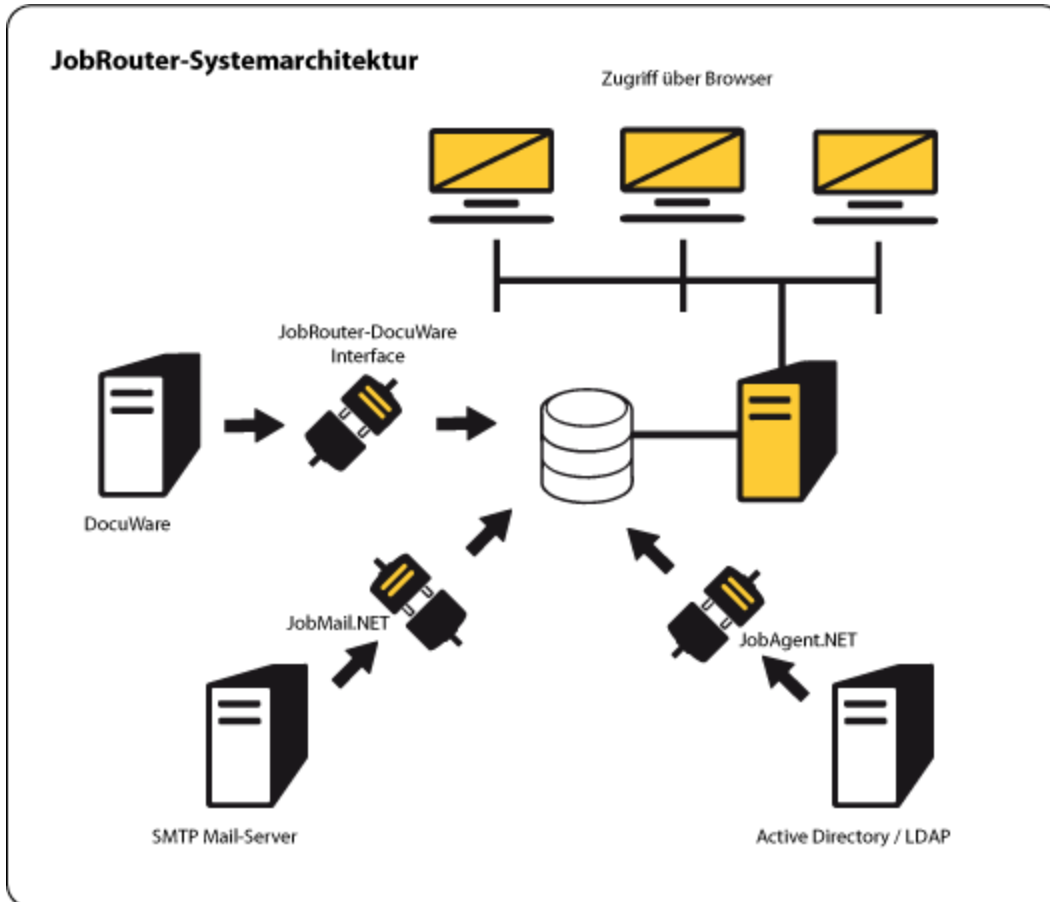 JobRouter-Systemarchitektur
Zugriff über Browser
JobRouter-DocuWare
Interface
DocuWare
JobMail.NET
JobAgent.NET
SMTP Mail-Server
Active Directory / LDAP